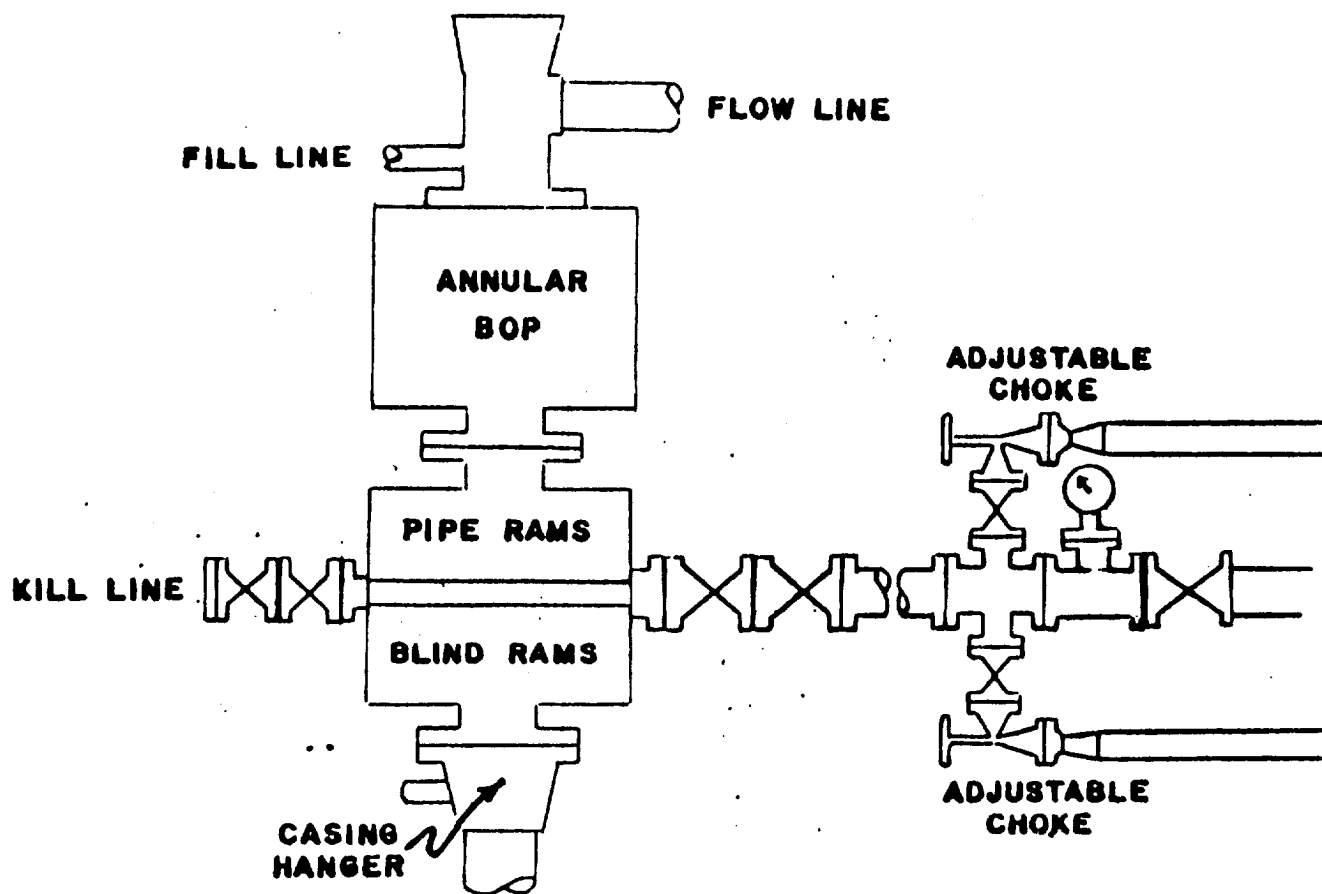 FLOW LINE
FILL LINE
ANNULAR
BOP
ADJUSTABLE
CHOKE
PIPE RAMS
KILL LINE
BLIND RAMS
ADJUSTABLE
CHOKE
CASING
HANGER